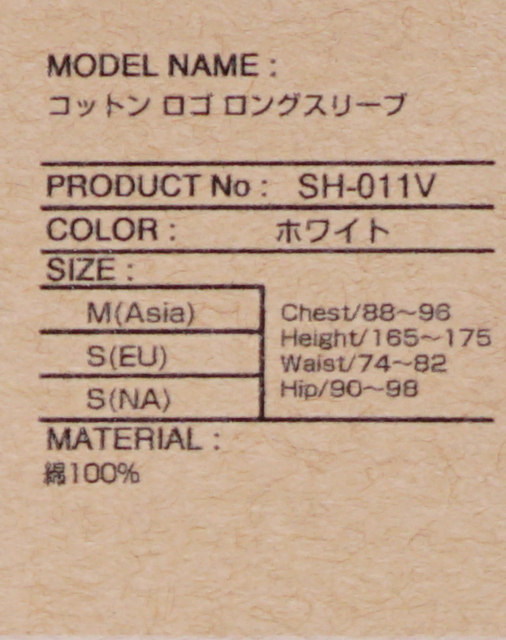 MODEL NAME :
コットン ロゴ ロングスリーブ
PRODUCT No : SH-011V
COLOR : ホワイト
SIZE :
M(Asia)
S(EU)
S(NA)
Chest/88~96
Height/165~175
Waist/74~82
Hip/90~98
MATERIAL :
綿100%